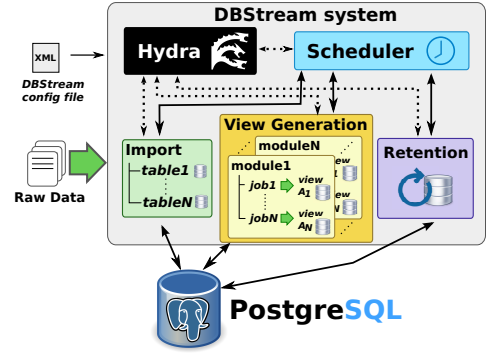 DBStream system
Hydra
Scheduler
XML
DBStream
config file
View Generation
moduleN
Import
table1
tableN
module1
job1
view
A1
jobN
view
AN
view
view
Retention
Raw Data
PostgreSQL